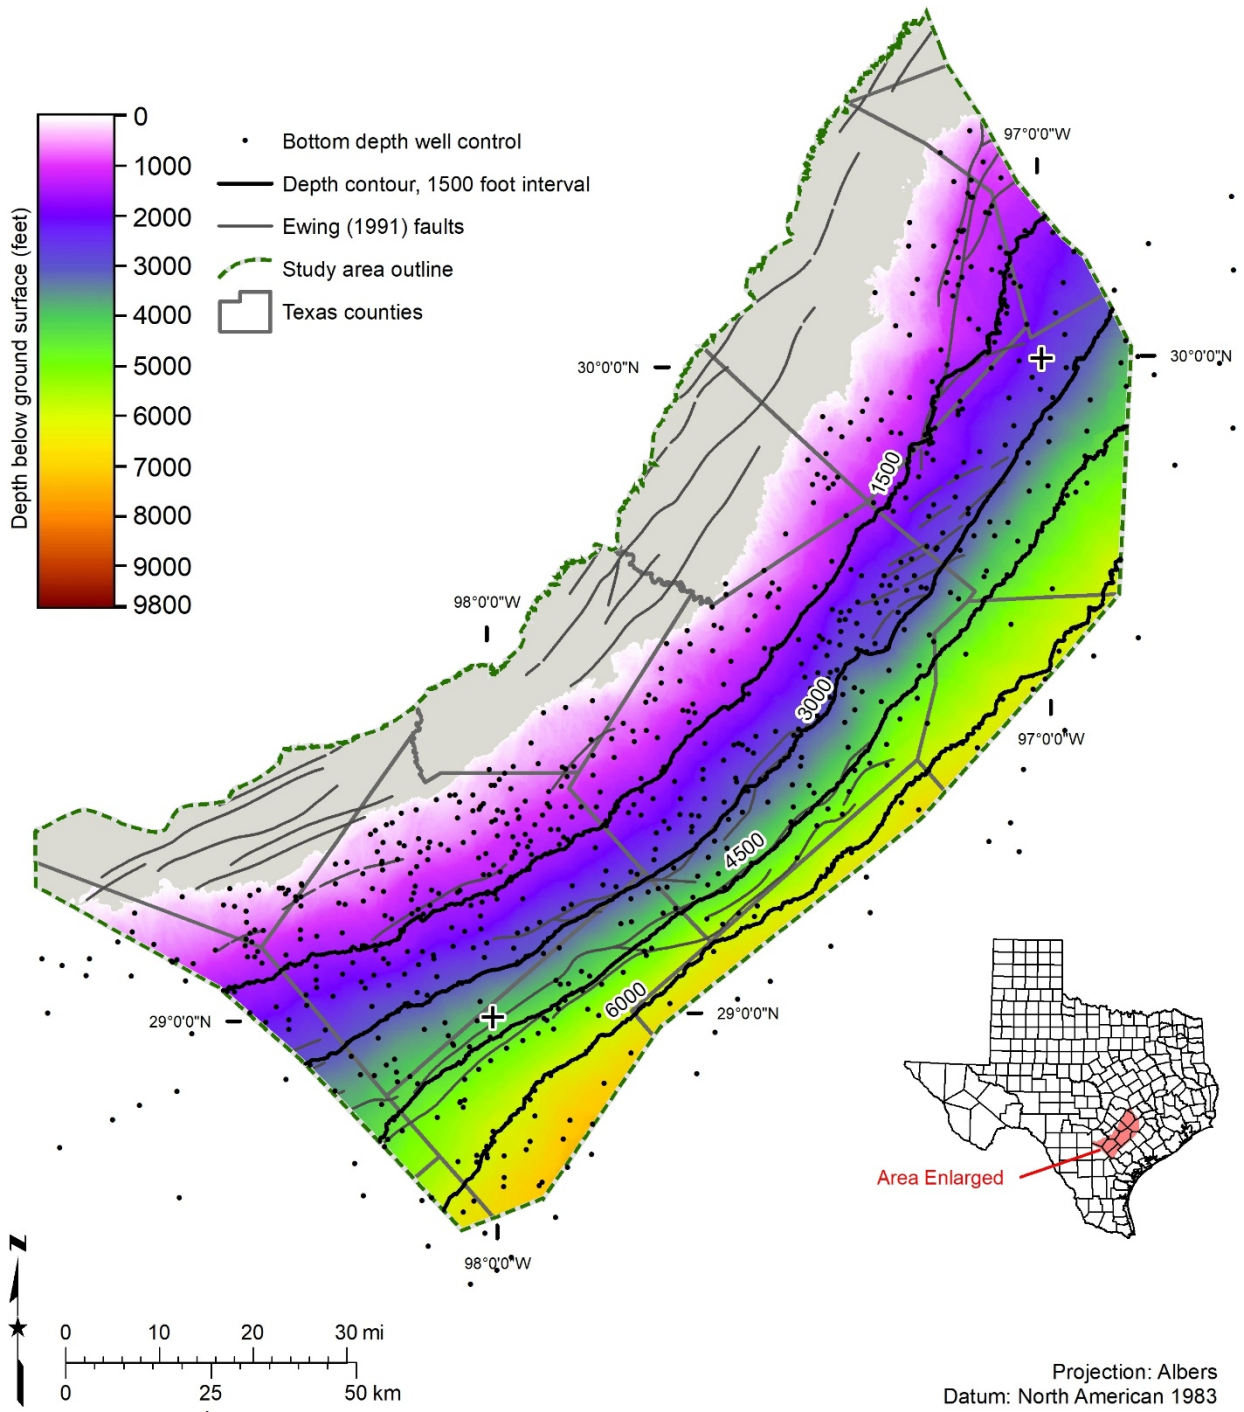 0
1000
2000
3000
4000
5000
6000
7000
8000
9000
9800
Depth below ground surface (feet)
Bottom depth well control
Depth contour, 1500 foot interval
Ewing (1991) faults
Study area outline
Texas counties
97°0'0"W
30°0'0"N
30°0'0"N
98°0'0"W
1500
3000
4500
6000
97°0'0"W
29°0'0"N
29°0'0"N
98°0'0"W
Area Enlarged
N
0 10 20 30 mi
0 25 50 km
Projection: Albers
Datum: North American 1983